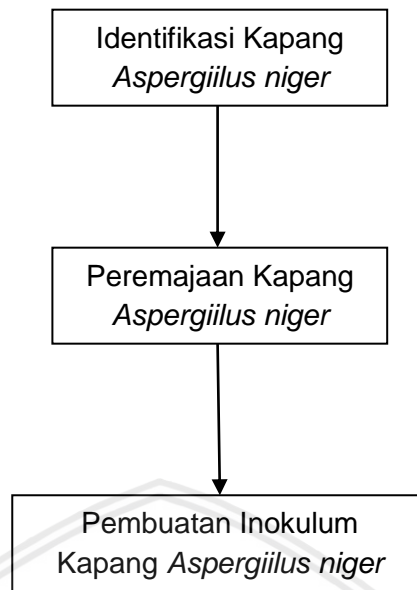 Identifikasi Kapang
Aspergiilus niger
Peremajaan Kapang
Aspergiilus niger
Pembuatan Inokulum
Kapang Aspergiilus niger